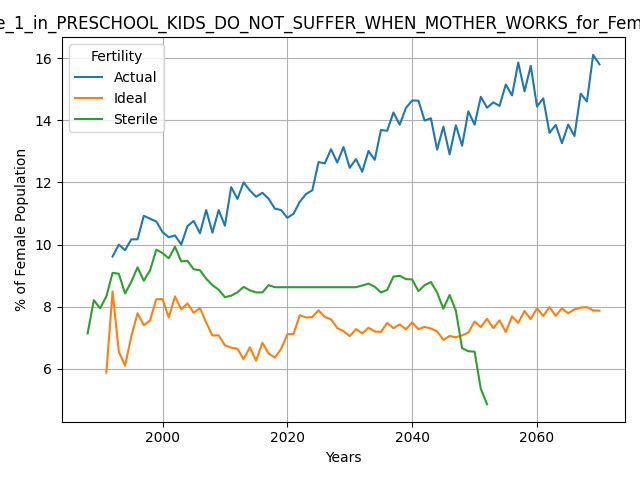 e_1_in_PRESCHOOL_KIDS_DO_NOT_SUFFER_WHEN_MOTHER_WORKS_for_Fem
Fertility
Actual
Ideal
Sterile
% of Female Population
16
14
12
10
8
6
2000 2020 2040 2060
Years